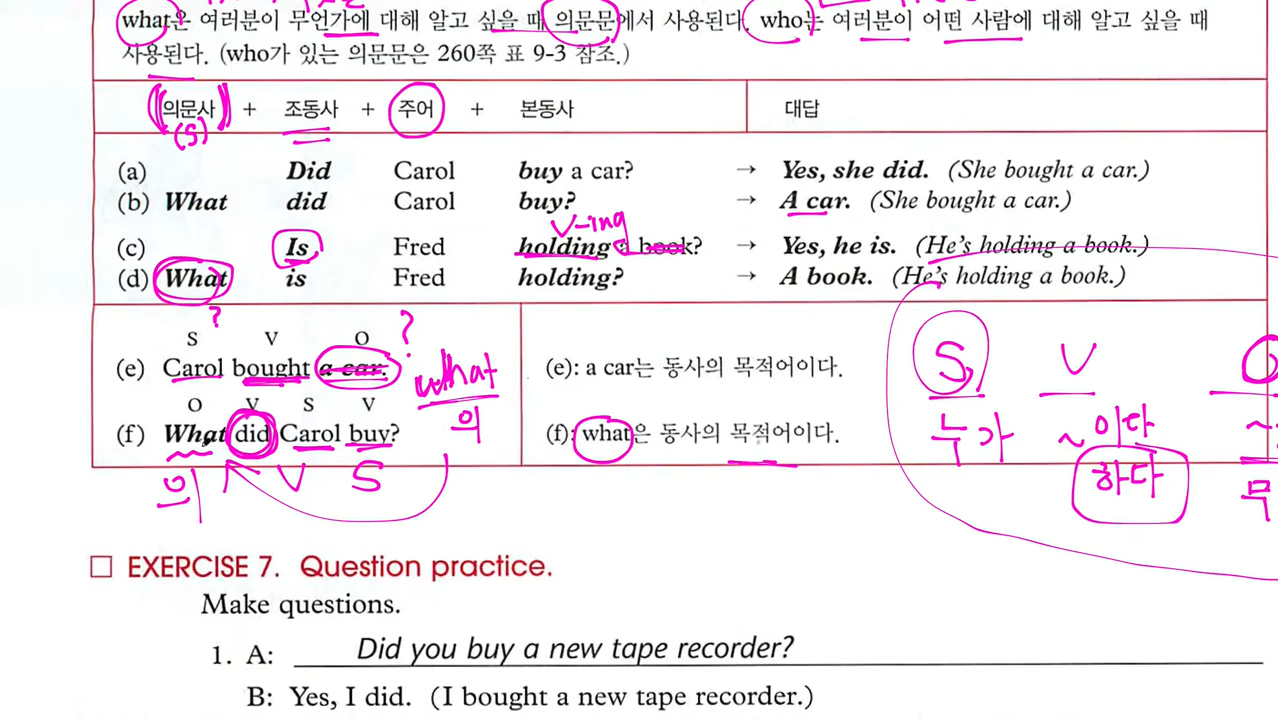 what은 여러분이 무언가에 대해 알고 싶을 때 의문문에서 사용된다. who는 여러분이 어떤 사람에 대해 알고 싶을 때
사용된다. (who가 있는 의문문은 260쪽 표 9-3 참조.)
의문사 + 조동사 + 주어 + 본동사 대답
(S)
(a) Did Carol buy a car? → Yes, she did. (She bought a car.)
(b) What did Carol buy? → A car. (She bought a car.)
V-ing
(c) Is Fred holding a book? → Yes, he is. (He's holding a book.)
(d) What is Fred holding? → A book. (He's holding a book.)
? ?
S V O
(e) Carol bought a car. what (e): a car는 동사의 목적어이다.
S V O
누가 ~이다
하다
무
O V S V 의
(f) What did Carol buy? (f): what은 동사의 목적어이다.
의 V S
EXERCISE 7. Question practice.
Make questions.
1. A: Did you buy a new tape recorder?
B: Yes, I did. (I bought a new tape recorder.)